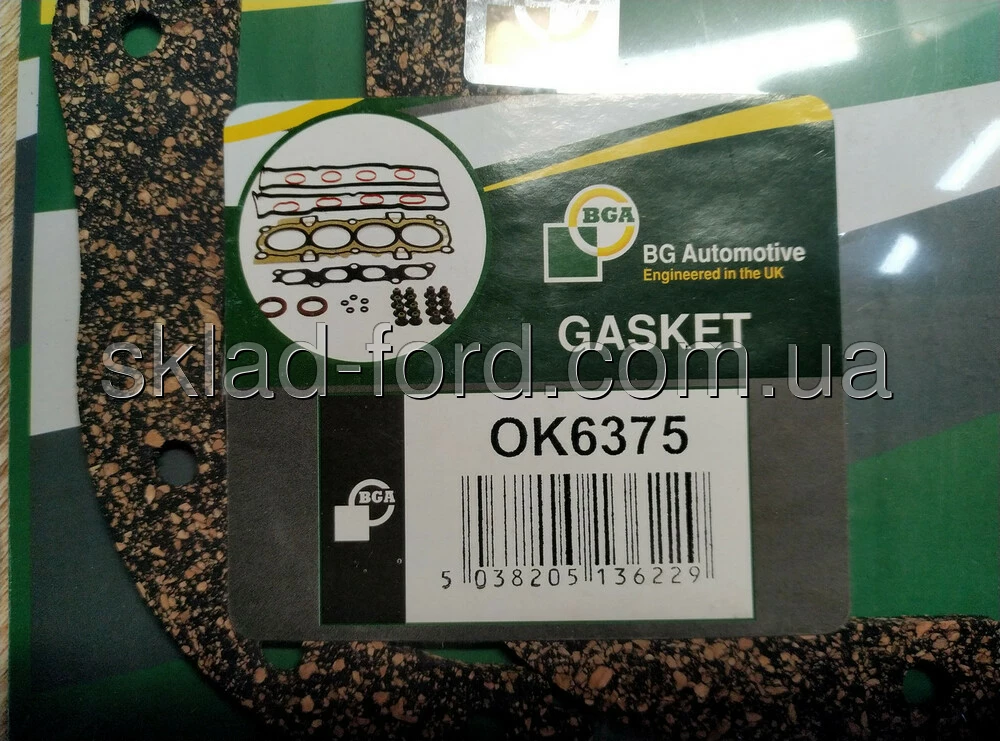 BGA
BG Automotive
Engineered in the UK
GASKET
sklad-ford.com.ua
OK6375
BGA
5 038205 136229